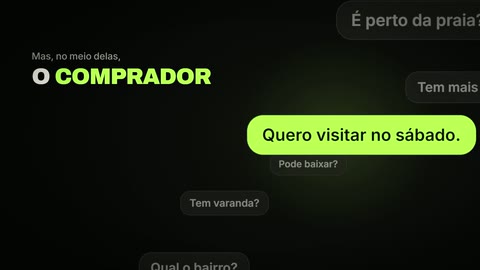 É perto da praia?
Mas, no meio delas,
O COMPRADOR
Tem mais
Quero visitar no sábado.
Pode baixar?
Tem varanda?
Qual o bairro?